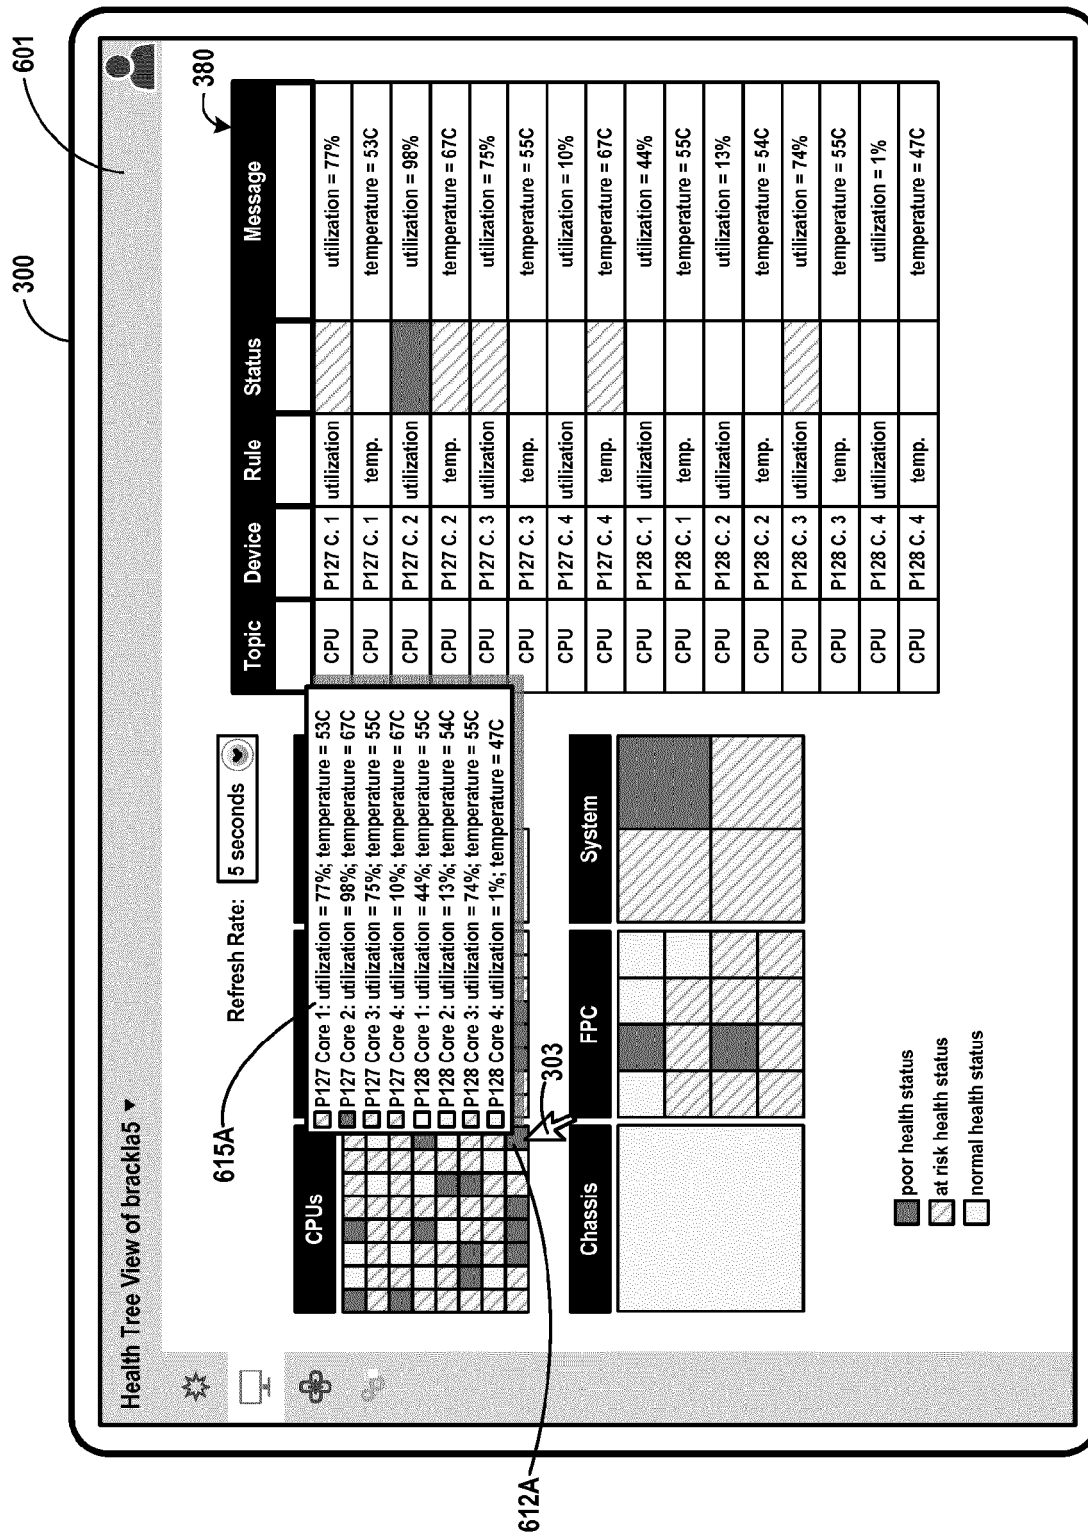 300
601
Health Tree View of brackla5
Refresh Rate: 5 seconds
380
615A
CPUs
P127 Core 1: utilization = 77%; temperature = 53C
P127 Core 2: utilization = 98%; temperature = 67C
P127 Core 3: utilization = 75%; temperature = 55C
P127 Core 4: utilization = 10%; temperature = 67C
P128 Core 1: utilization = 44%; temperature = 55C
P128 Core 2: utilization = 13%; temperature = 54C
P128 Core 3: utilization = 74%; temperature = 55C
P128 Core 4: utilization = 1%; temperature = 47C
303
612A
Chassis FPC System
poor health status
at risk health status
normal health status
Topic Device Rule Status Message
CPU P127 C. 1 utilization utilization = 77%
CPU P127 C. 1 temp. temperature = 53C
CPU P127 C. 2 utilization utilization = 98%
CPU P127 C. 2 temp. temperature = 67C
CPU P127 C. 3 utilization utilization = 75%
CPU P127 C. 3 temp. temperature = 55C
CPU P127 C. 4 utilization utilization = 10%
CPU P127 C. 4 temp. temperature = 67C
CPU P128 C. 1 utilization utilization = 44%
CPU P128 C. 1 temp. temperature = 55C
CPU P128 C. 2 utilization utilization = 13%
CPU P128 C. 2 temp. temperature = 54C
CPU P128 C. 3 utilization utilization = 74%
CPU P128 C. 3 temp. temperature = 55C
CPU P128 C. 4 utilization utilization = 1%
CPU P128 C. 4 temp. temperature = 47C